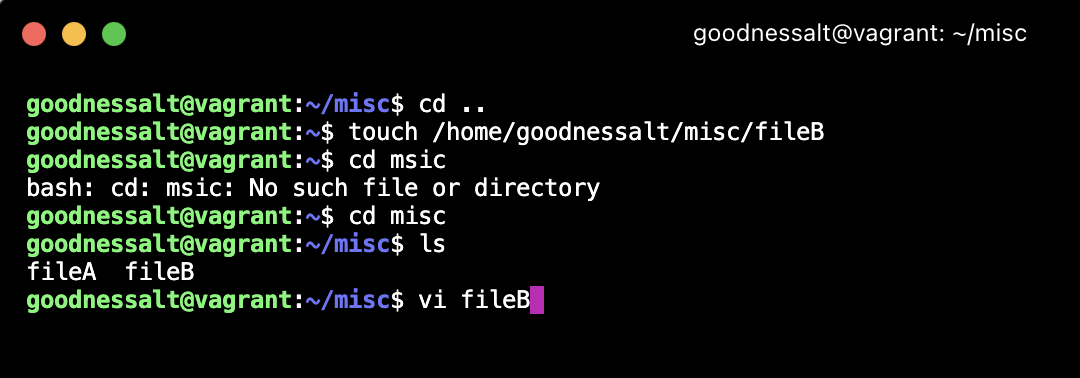 goodnessalt@vagrant: ~/misc
goodnessalt@vagrant:~/misc$ cd ..
goodnessalt@vagrant:~$ touch /home/goodnessalt/misc/fileB
goodnessalt@vagrant:~$ cd msic
bash: cd: msic: No such file or directory
goodnessalt@vagrant:~$ cd misc
goodnessalt@vagrant:~/misc$ ls
fileA  fileB
goodnessalt@vagrant:~/misc$ vi fileB